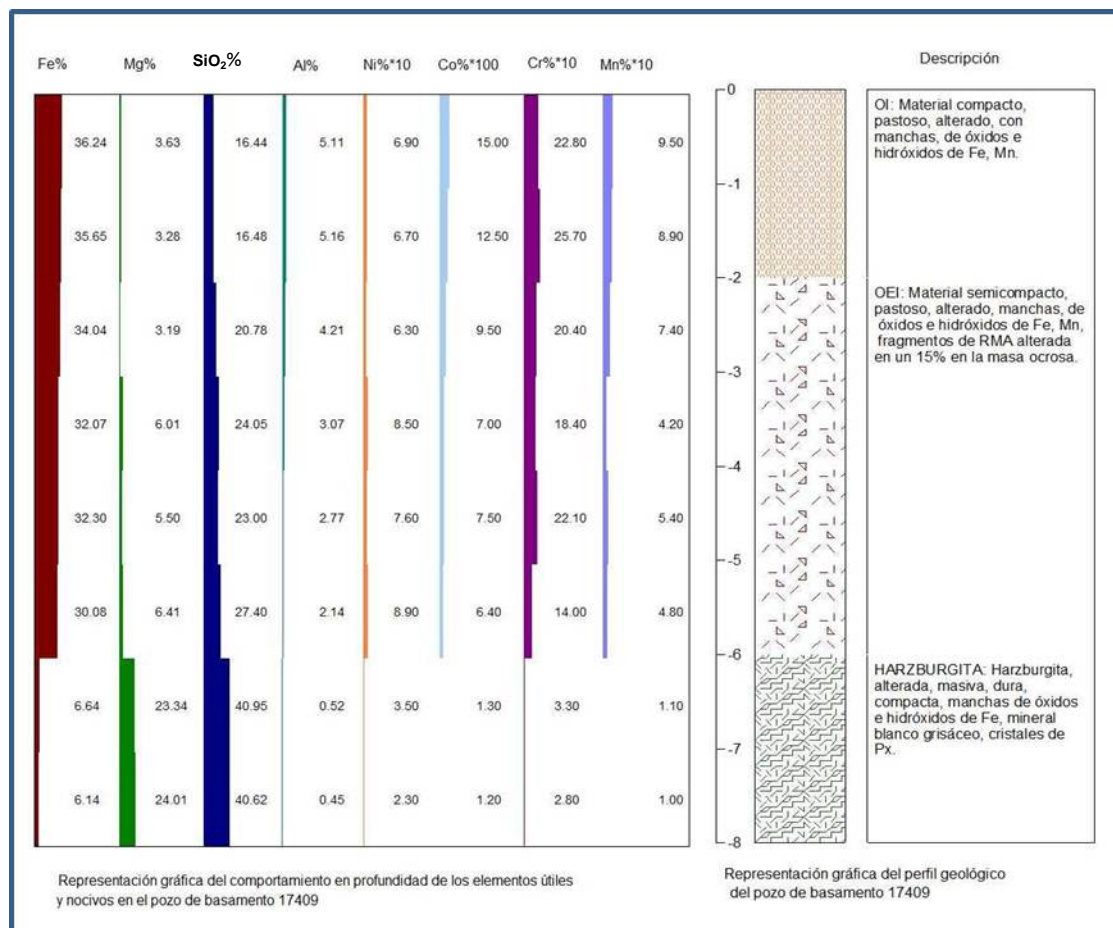 Fe% Mg% SiO₂% Al% Ni%*10 Co%*100 Cr%*10 Mn%*10
36.24 3.63 16.44 5.11 6.90 15.00 22.80 9.50
35.65 3.28 16.48 5.16 6.70 12.50 25.70 8.90
34.04 3.19 20.78 4.21 6.30 9.50 20.40 7.40
32.07 6.01 24.05 3.07 8.50 7.00 18.40 4.20
32.30 5.50 23.00 2.77 7.60 7.50 22.10 5.40
30.08 6.41 27.40 2.14 8.90 6.40 14.00 4.80
6.64 23.34 40.95 0.52 3.50 1.30 3.30 1.10
6.14 24.01 40.62 0.45 2.30 1.20 2.80 1.00
Representación gráfica del comportamiento en profundidad de los elementos útiles
y nocivos en el pozo de basamento 17409
0
-1
-2
-3
-4
-5
-6
-7
-8
Descripción
OI: Material compacto,
pastoso, alterado, con
manchas, de óxidos e
hidróxidos de Fe, Mn.
OEI: Material semicompacto,
pastoso, alterado, manchas, de
óxidos e hidróxidos de Fe, Mn,
fragmentos de RMA alterada
en un 15% en la masa ocrosa.
HARZBURGITA: Harzburgita,
alterada, masiva, dura,
compacta, manchas de óxidos
e hidróxidos de Fe, mineral
blanco grisáceo, cristales de
Px.
Representación gráfica del perfil geológico
del pozo de basamento 17409